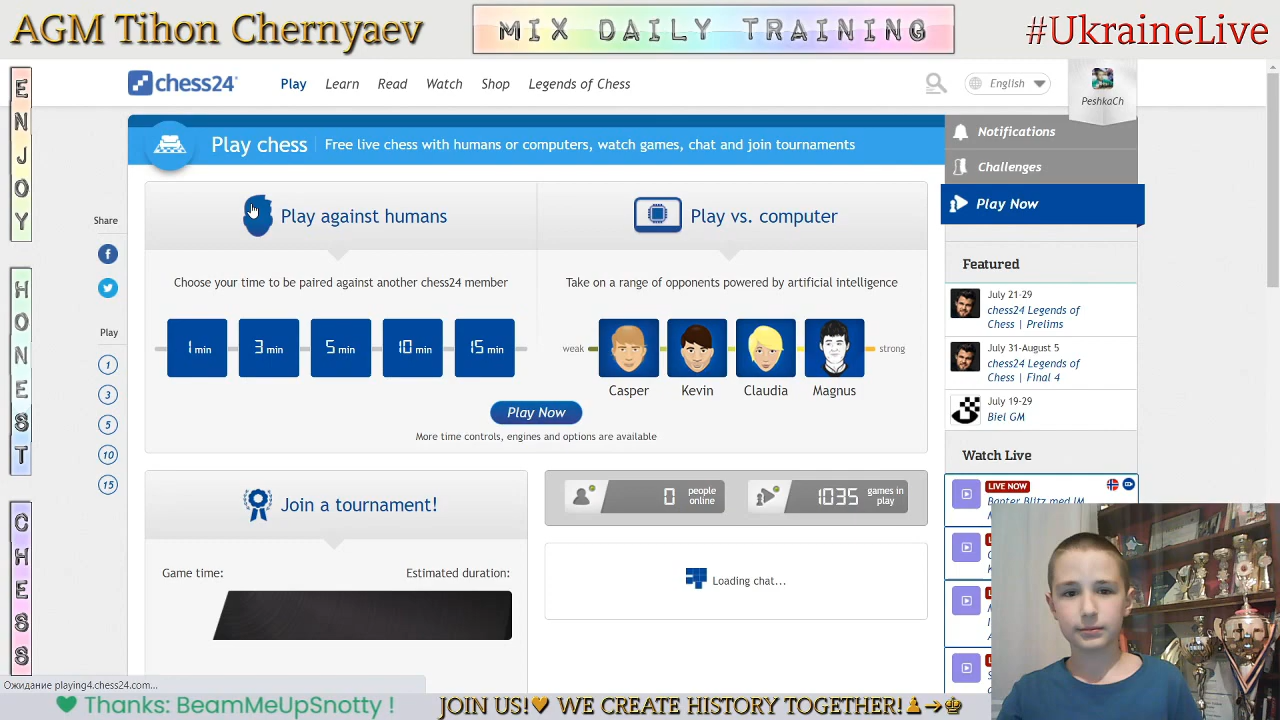 AGM Tihon Chernyaev
MIX DAILY TRAINING
#UkraineLive
ENJOY
HONEST
CHESS
chess24
Play
Learn
Read
Watch
Shop
Legends of Chess
English
PeshkaCh
Play chess
Free live chess with humans or computers, watch games, chat and join tournaments
Notifications
Challenges
Play Now
Share
Play
1
3
5
10
15
Play against humans
Choose your time to be paired against another chess24 member
1 min
3 min
5 min
10 min
15 min
Play vs. computer
Take on a range of opponents powered by artificial intelligence
weak
strong
Casper
Kevin
Claudia
Magnus
Play Now
More time controls, engines and options are available
Featured
July 21-29
chess24 Legends of
Chess | Prelims
July 31-August 5
chess24 Legends of
Chess | Final 4
July 19-29
Biel GM
Watch Live
LIVE NOW
Banter Blitz med IM
Join a tournament!
Game time:
Estimated duration:
0 people
online
1035 games in
play
Loading chat...
Ожидание playing4.chess24.com...
Thanks: BeamMeUpSnotty !
JOIN US! WE CREATE HISTORY TOGETHER!